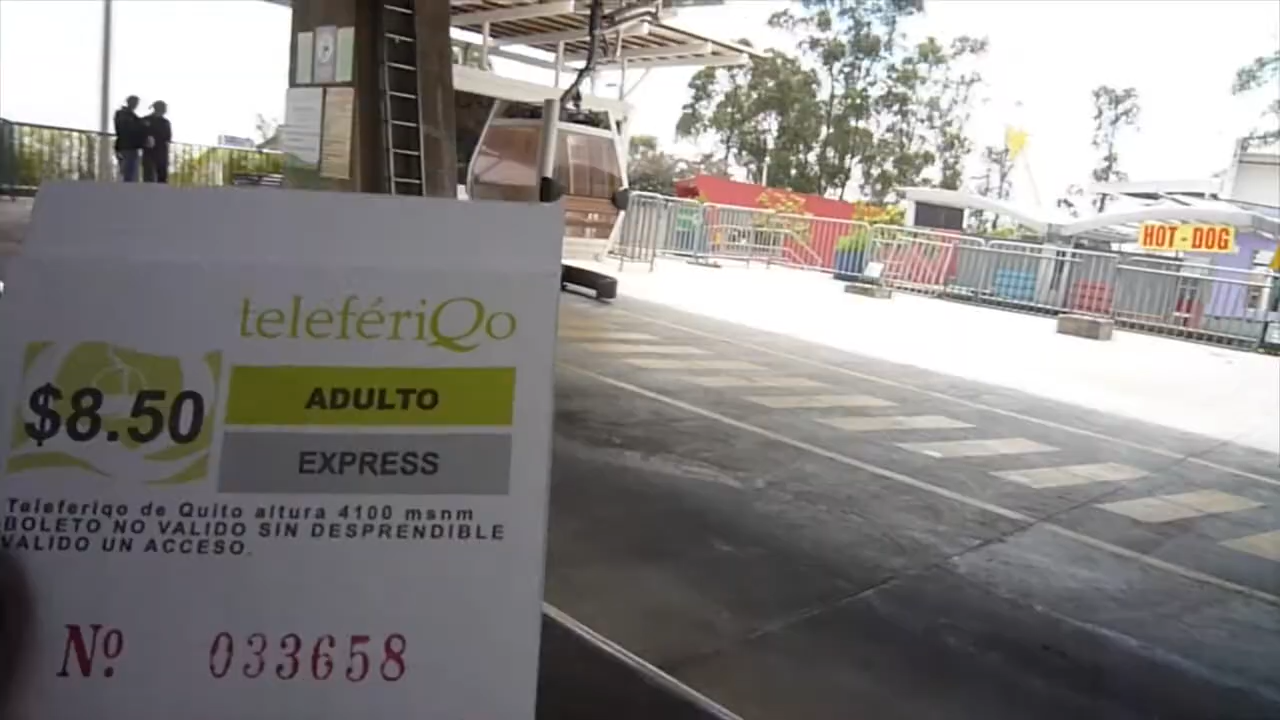 telefériQo
$8.50
ADULTO
EXPRESS
Teleferiqo de Quito altura 4100 msnm
BOLETO NO VALIDO SIN DESPRENDIBLE
VALIDO UN ACCESO.
Nº 033658
HOT-DOG